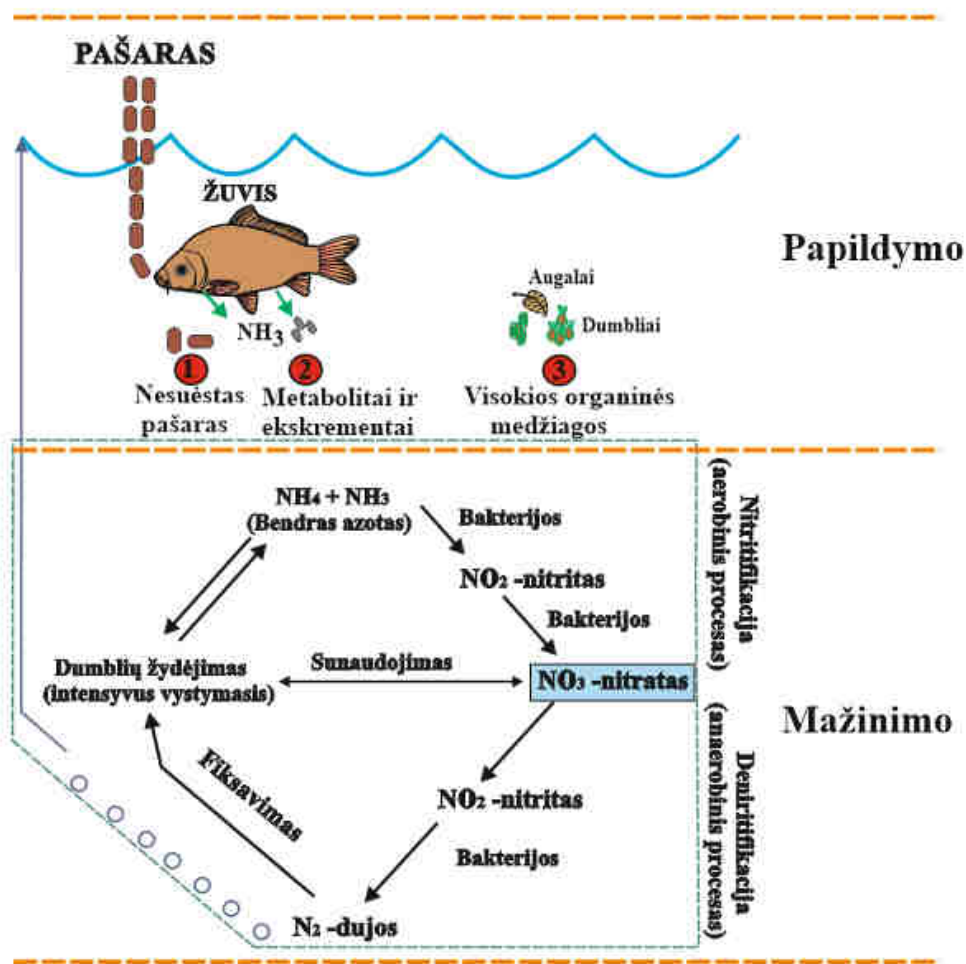 PAŠARAS
ŽUVIS
Papildymo
Augalai
Dumbliai
NH3
1
2
3
Nesuėstas
pašaras
Metabolitai ir
ekskrementai
Visokios organinės
medžiagos
NH4 + NH3
(Bendras azotas)
Bakterijos
NO2 -nitritas
Bakterijos
Nitritifikacija
(aerobinis procesas)
Dumblių žydėjimas
(intensyvus vystymasis)
Sunaudojimas
NO3 -nitratas
Mažinimo
Fiksavimas
NO2 -nitritas
Bakterijos
Deniritifikacija
(anaerobinis procesas)
N2 -dujos